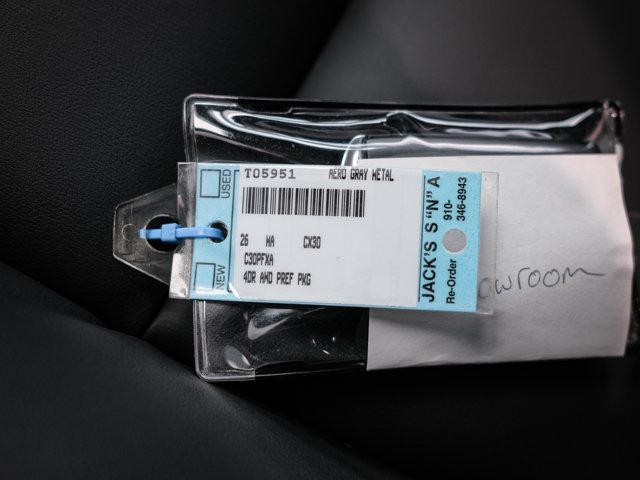 USED
NEW
T05951 AERO GRAY METAL
26 MA CX30
C30PFXA
4DR AWD PREF PKG
JACK'S S "N" A
Re-Order 910-
346-8943
owroom